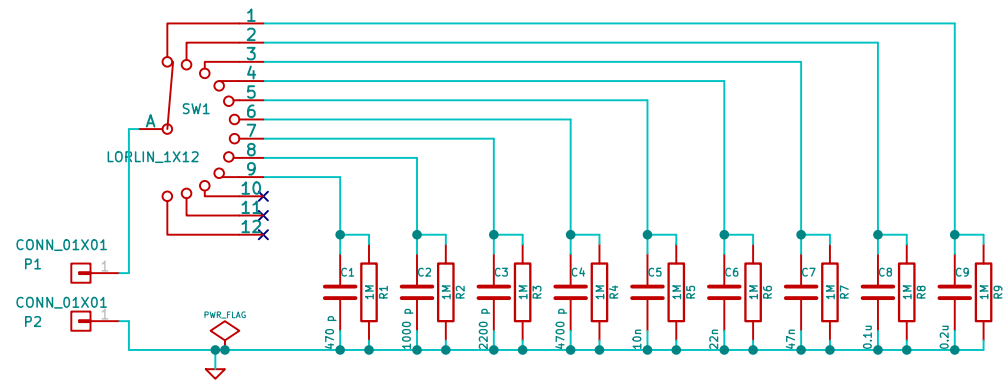 1
2
3
4
5
6
7
8
9
10
11
12
A
SW1
LORLIN_1X12
CONN_01X01
P1
1
CONN_01X01
P2
1
PWR_FLAG
C1
470 p
1M
R1
C2
1000 p
1M
R2
C3
2200 p
1M
R3
C4
4700 p
1M
R4
C5
10n
1M
R5
C6
22n
1M
R6
C7
47n
1M
R7
C8
0.1u
1M
R8
C9
0.2u
1M
R9